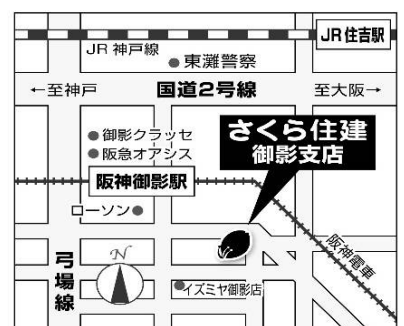 JR住吉駅
JR 神戸線
東灘警察
←至神戸
国道2号線
至大阪→
さくら住建
御影支店
御影クラッセ
阪急オアシス
阪神御影駅
ローソン
阪神電車
弓場線
N
イズミヤ御影店